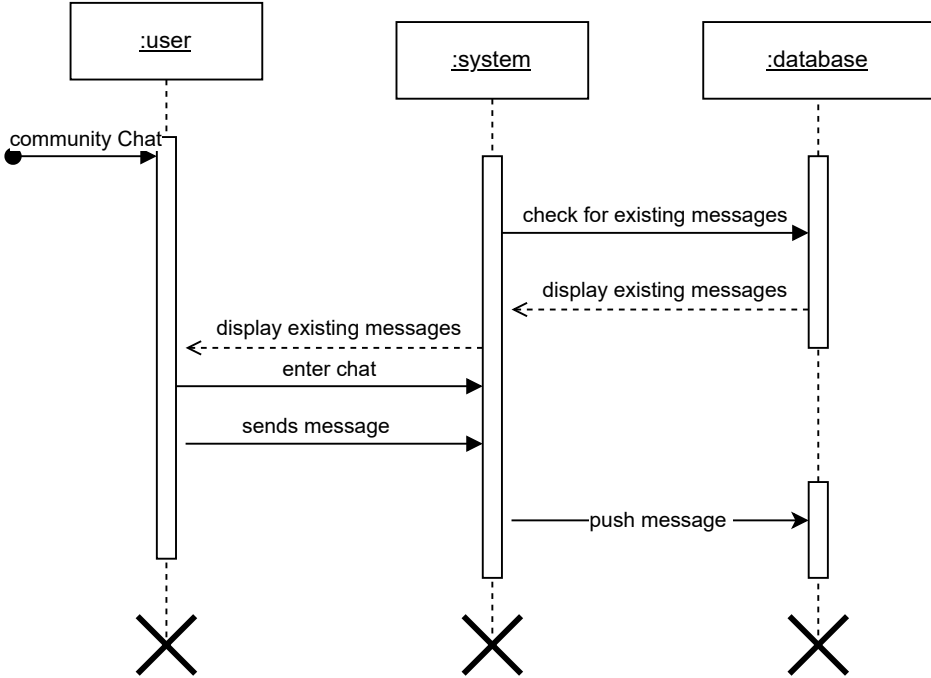 :user
:system
:database
community Chat
check for existing messages
display existing messages
display existing messages
enter chat
sends message
push message